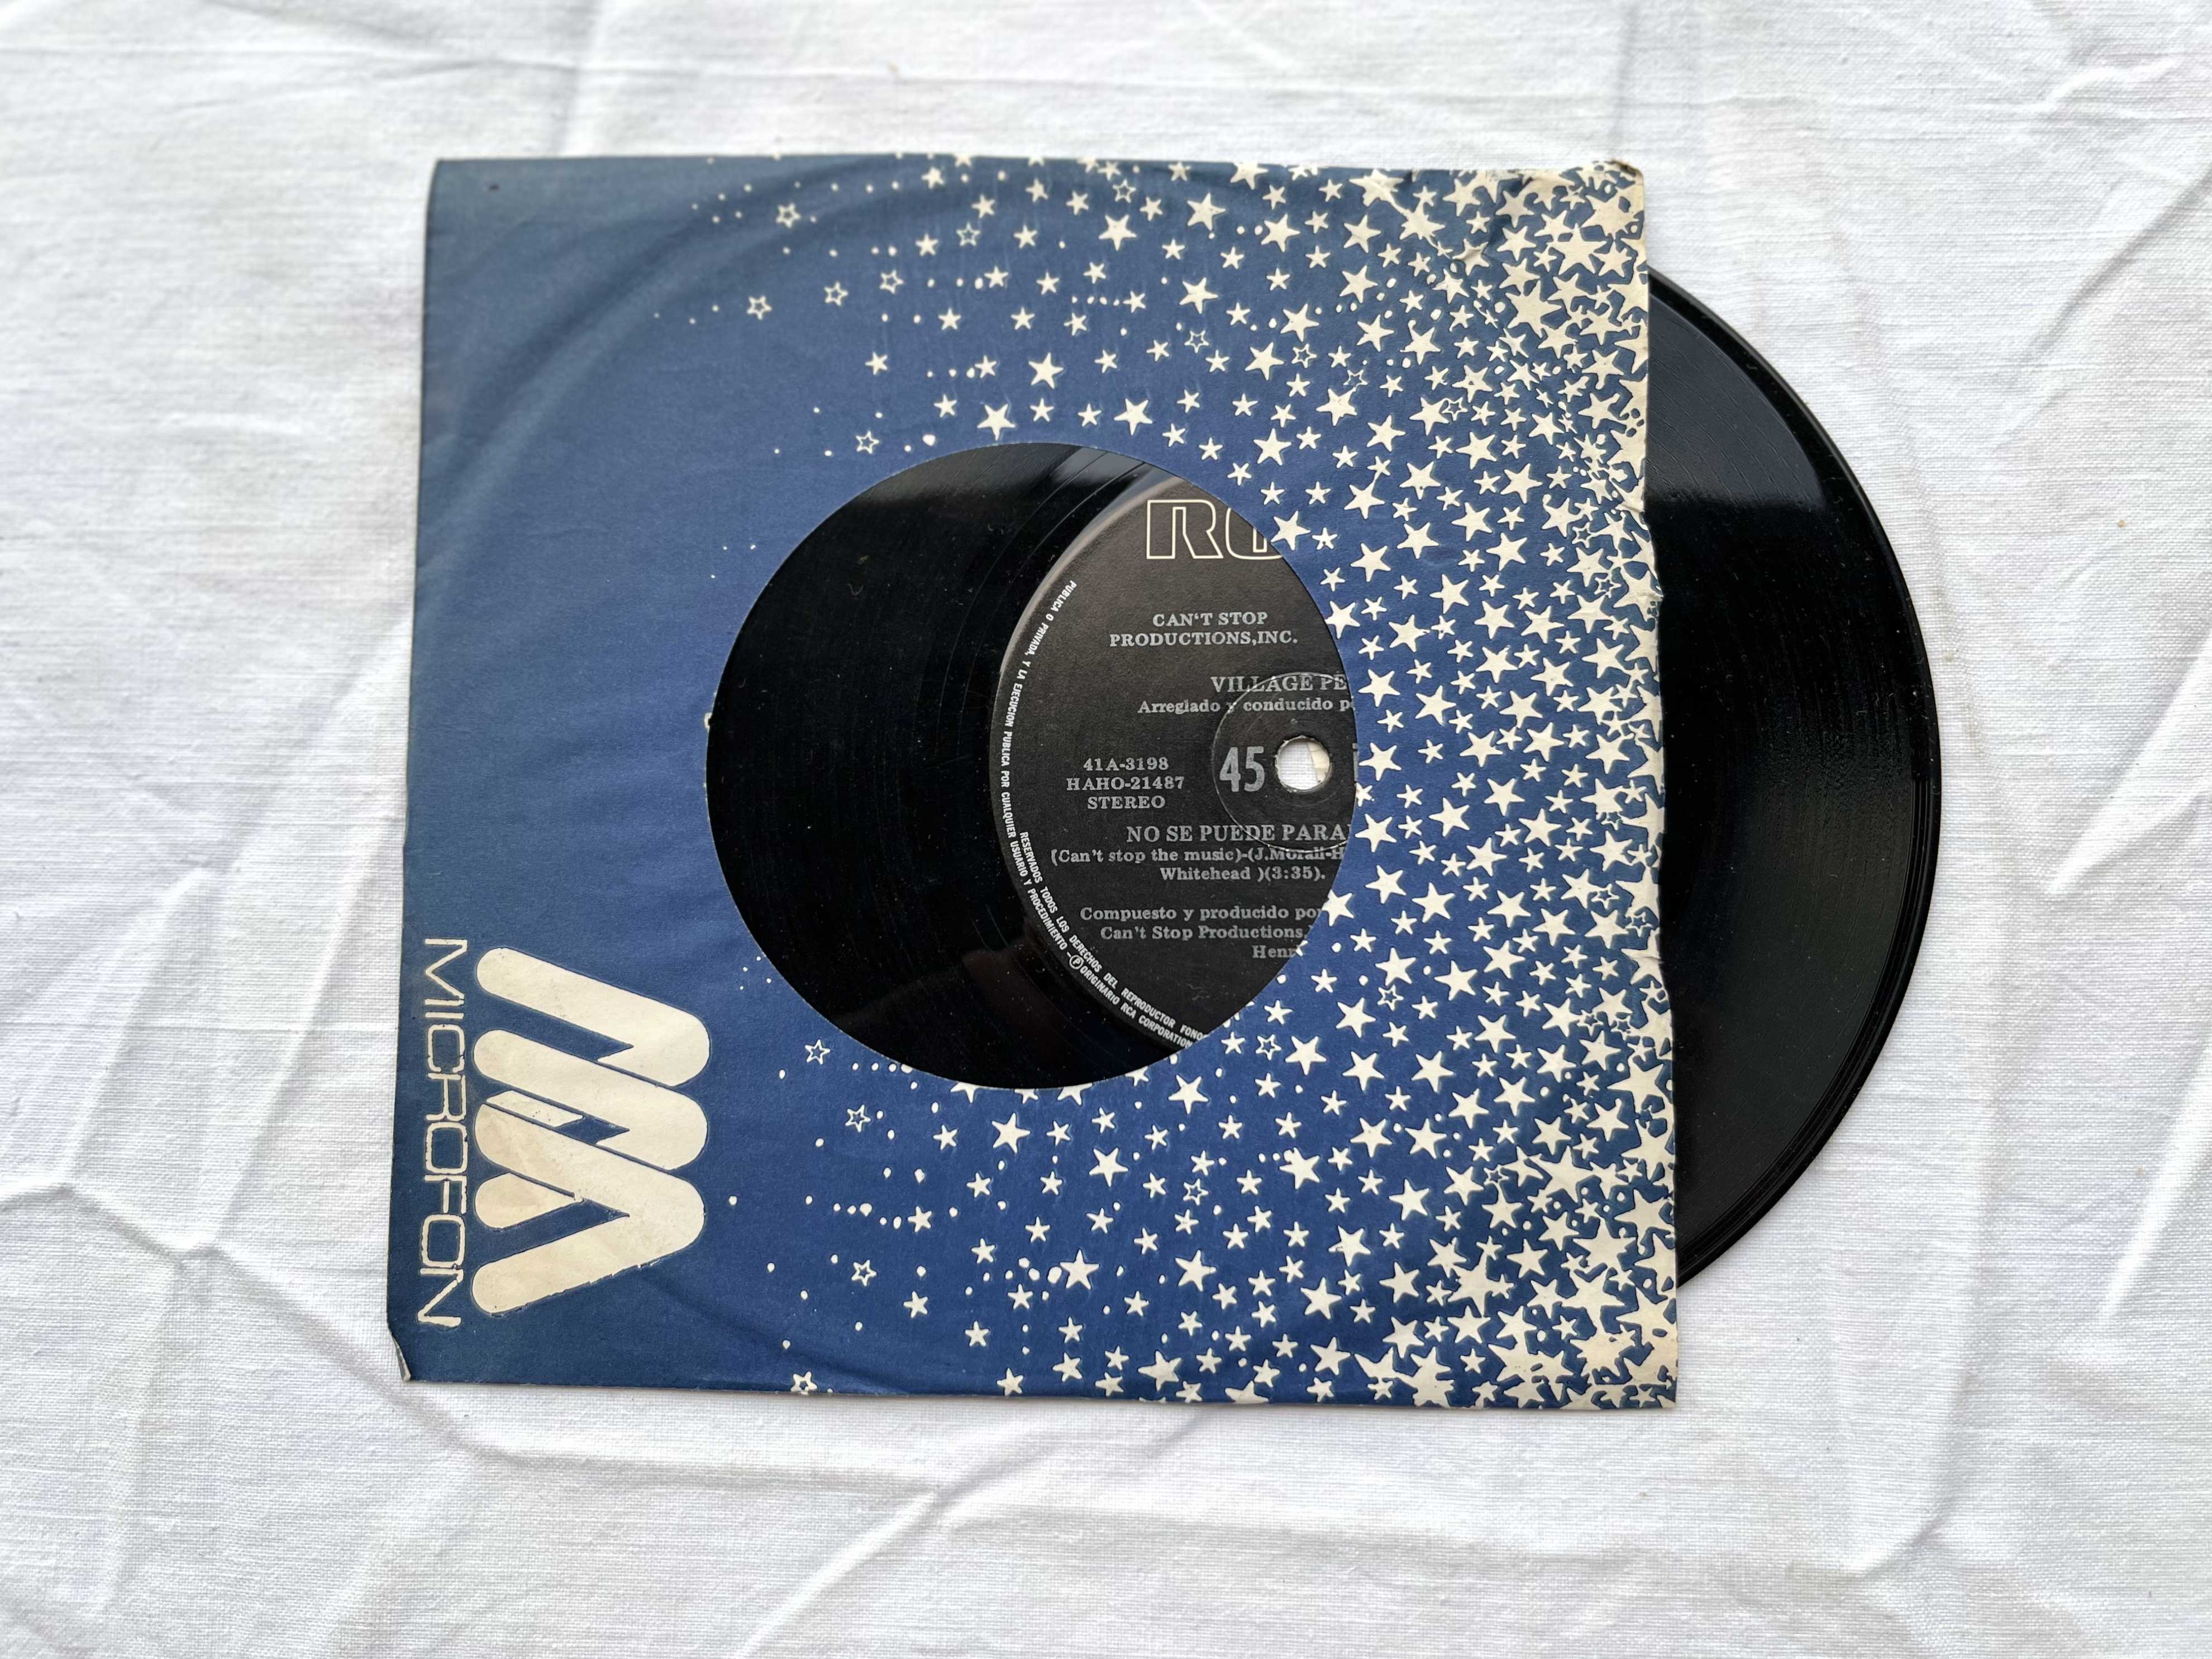 CAN'T STOP
PRODUCTIONS,INC.
VILLAGE PE
Arreglado y conducido po
41A-3198
HAHO-21487
STEREO
45
NO SE PUEDE PARA
(Can't stop the music)-(J.Morali-H
Whitehead )(3:35).
Compuesto y producido por
Can't Stop Productions,
Henr
PUBLICA O PRIVADA, Y LA EJECUCION PUBLICA POR CUALQUIER USUARIO Y PROCEDIMIENTO - Ⓟ ORIGINARIO RCA CORPORATION
RESERVADOS TODOS LOS DERECHOS DEL REPRODUCTOR FONO
MICROFON